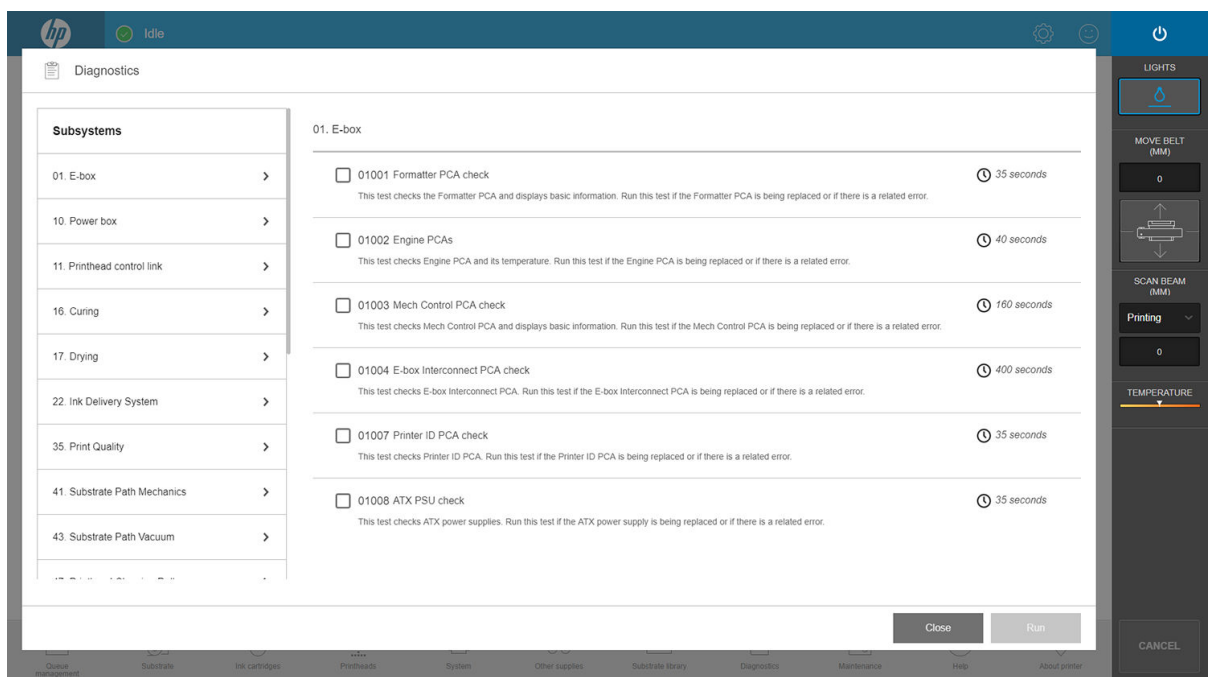 hp
Idle
Diagnostics
Subsystems
01. E-box
10. Power box
11. Printhead control link
16. Curing
17. Drying
22. Ink Delivery System
35. Print Quality
41. Substrate Path Mechanics
43. Substrate Path Vacuum
01. E-box
01001 Formatter PCA check
35 seconds
This test checks the Formatter PCA and displays basic information. Run this test if the Formatter PCA is being replaced or if there is a related error.
01002 Engine PCAs
40 seconds
This test checks Engine PCA and its temperature. Run this test if the Engine PCA is being replaced or if there is a related error.
01003 Mech Control PCA check
160 seconds
This test checks Mech Control PCA and displays basic information. Run this test if the Mech Control PCA is being replaced or if there is a related error.
01004 E-box Interconnect PCA check
400 seconds
This test checks E-box Interconnect PCA. Run this test if the E-box Interconnect PCA is being replaced or if there is a related error.
01007 Printer ID PCA check
35 seconds
This test checks Printer ID PCA. Run this test if the Printer ID PCA is being replaced or if there is a related error.
01008 ATX PSU check
35 seconds
This test checks ATX power supplies. Run this test if the ATX power supply is being replaced or if there is a related error.
Close
Run
Queue
management
Substrate
Ink cartridges
Printheads
System
Other supplies
Substrate library
Diagnostics
Maintenance
Help
About printer
LIGHTS
MOVE BELT
(MM)
0
SCAN BEAM
(MM)
Printing
0
TEMPERATURE
CANCEL